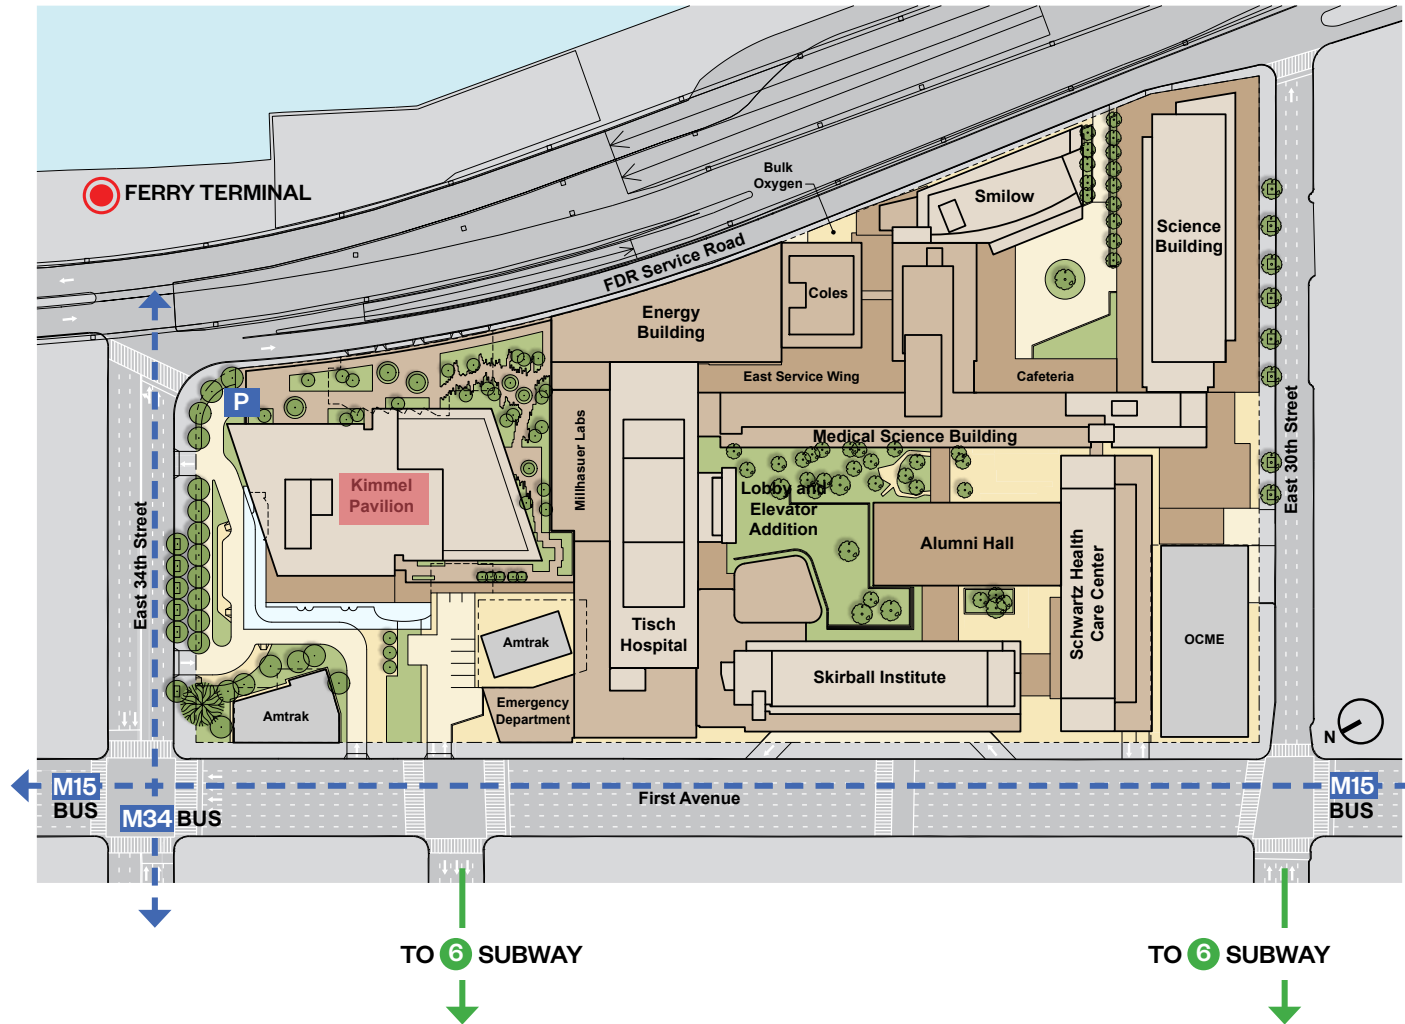 FERRY TERMINAL
Bulk
Oxygen
Smilow
Science
Building
FDR Service Road
Coles
Energy
Building
East Service Wing
Cafeteria
P
Millhauser Labs
Medical Science Building
Kimmel
Pavilion
Lobby and
Elevator
Addition
East 34th Street
East 30th Street
Alumni Hall
Schwartz Health
Care Center
Tisch
Hospital
Amtrak
OCME
Skirball Institute
Emergency
Department
Amtrak
N
M15
BUS
M34 BUS
First Avenue
M15
BUS
TO 6 SUBWAY
TO 6 SUBWAY